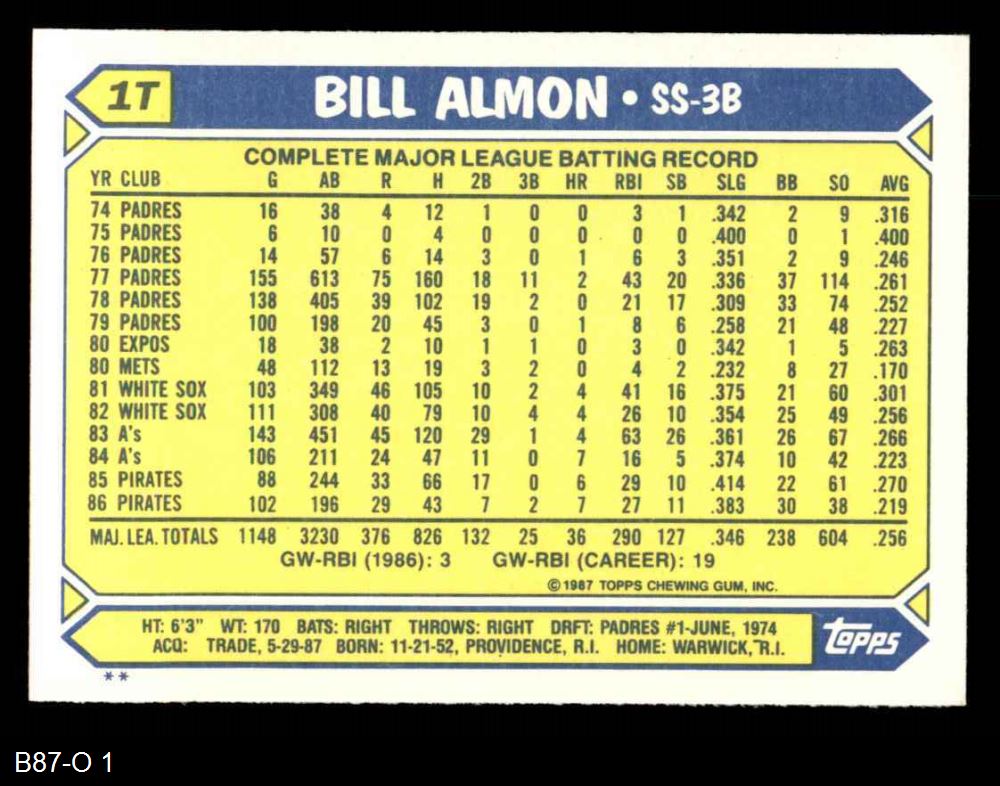 1T
BILL ALMON • SS-3B
COMPLETE MAJOR LEAGUE BATTING RECORD
YR CLUB G AB R H 2B 3B HR RBI SB SLG BB SO AVG
74 PADRES 16 38 4 12 1 0 0 3 1 .342 2 9 .316
75 PADRES 6 10 0 4 0 0 0 0 0 .400 0 1 .400
76 PADRES 14 57 6 14 3 0 1 6 3 .351 2 9 .246
77 PADRES 155 613 75 160 18 11 2 43 20 .336 37 114 .261
78 PADRES 138 405 39 102 19 2 0 21 17 .309 33 74 .252
79 PADRES 100 198 20 45 3 0 1 8 6 .258 21 48 .227
80 EXPOS 18 38 2 10 1 1 0 3 0 .342 1 5 .263
80 METS 48 112 13 19 3 2 0 4 2 .232 8 27 .170
81 WHITE SOX 103 349 46 105 10 2 4 41 16 .375 21 60 .301
82 WHITE SOX 111 308 40 79 10 4 4 26 10 .354 25 49 .256
83 A's 143 451 45 120 29 1 4 63 26 .361 26 67 .266
84 A's 106 211 24 47 11 0 7 16 5 .374 10 42 .223
85 PIRATES 88 244 33 66 17 0 6 29 10 .414 22 61 .270
86 PIRATES 102 196 29 43 7 2 7 27 11 .383 30 38 .219
MAJ. LEA. TOTALS 1148 3230 376 826 132 25 36 290 127 .346 238 604 .256
GW-RBI (1986): 3 GW-RBI (CAREER): 19
©1987 TOPPS CHEWING GUM, INC.
HT: 6'3" WT: 170 BATS: RIGHT THROWS: RIGHT DRFT: PADRES #1-JUNE, 1974
ACQ: TRADE, 5-29-87 BORN: 11-21-52, PROVIDENCE, R.I. HOME: WARWICK, R.I.
topps
**
B87-O 1